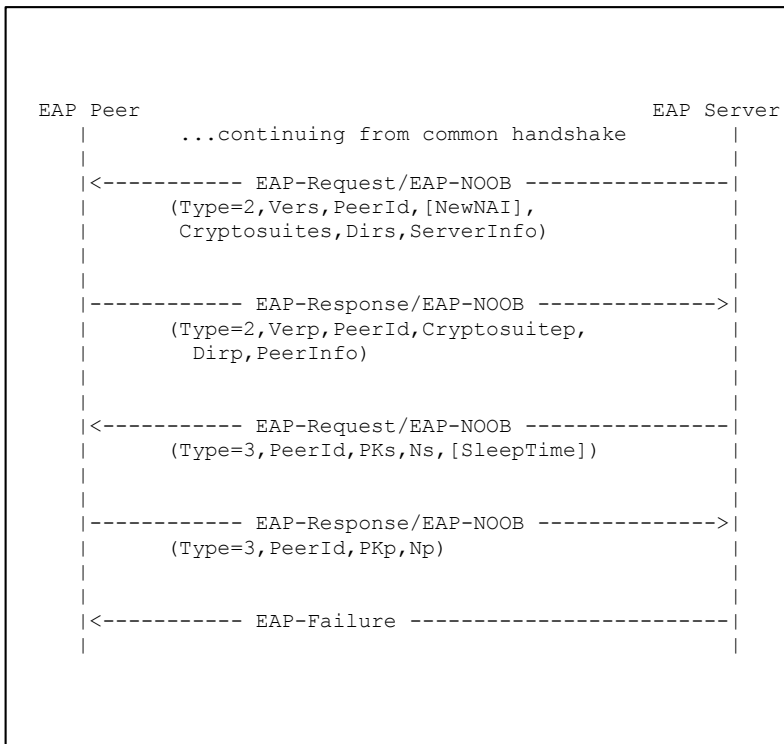 EAP Peer EAP Server
| ...continuing from common handshake |
| |
|<----------- EAP-Request/EAP-NOOB ----------------|
| (Type=2,Vers,PeerId,[NewNAI], |
| Cryptosuites,Dirs,ServerInfo) |
| |
| |
|------------ EAP-Response/EAP-NOOB -------------->|
| (Type=2,Verp,PeerId,Cryptosuitep, |
| Dirp,PeerInfo) |
| |
| |
|<----------- EAP-Request/EAP-NOOB ----------------|
| (Type=3,PeerId,PKs,Ns,[SleepTime]) |
| |
| |
|------------ EAP-Response/EAP-NOOB -------------->|
| (Type=3,PeerId,PKp,Np) |
| |
| |
|<----------- EAP-Failure -------------------------|
| |